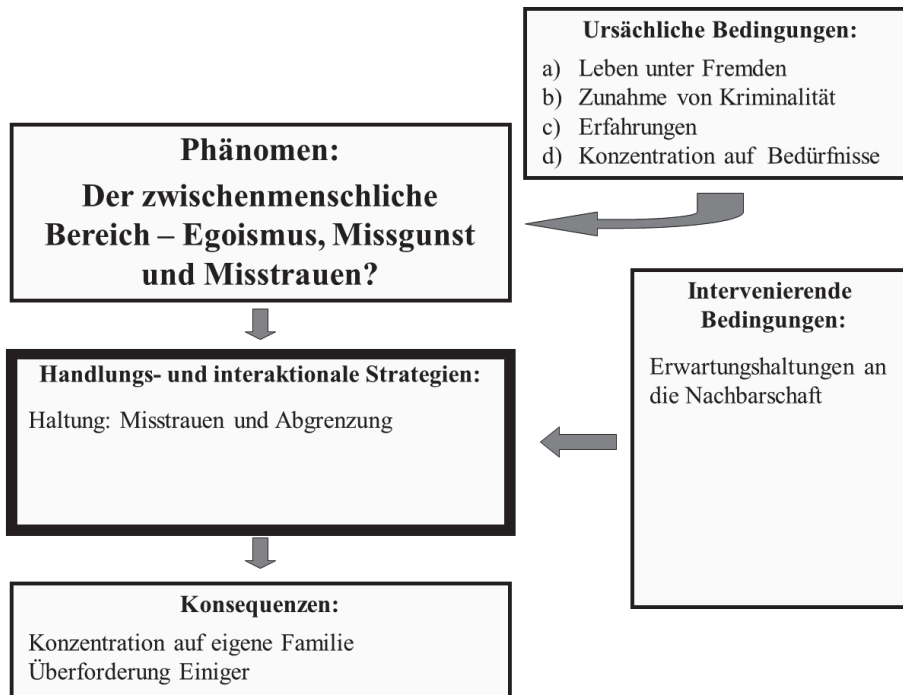 Ursächliche Bedingungen:
a) Leben unter Fremden
b) Zunahme von Kriminalität
c) Erfahrungen
d) Konzentration auf Bedürfnisse
Phänomen:
Der zwischenmenschliche
Bereich – Egoismus, Missgunst
und Misstrauen?
Intervenierende
Bedingungen:
Erwartungshaltungen an
die Nachbarschaft
Handlungs- und interaktionale Strategien:
Haltung: Misstrauen und Abgrenzung
Konsequenzen:
Konzentration auf eigene Familie
Überforderung Einiger